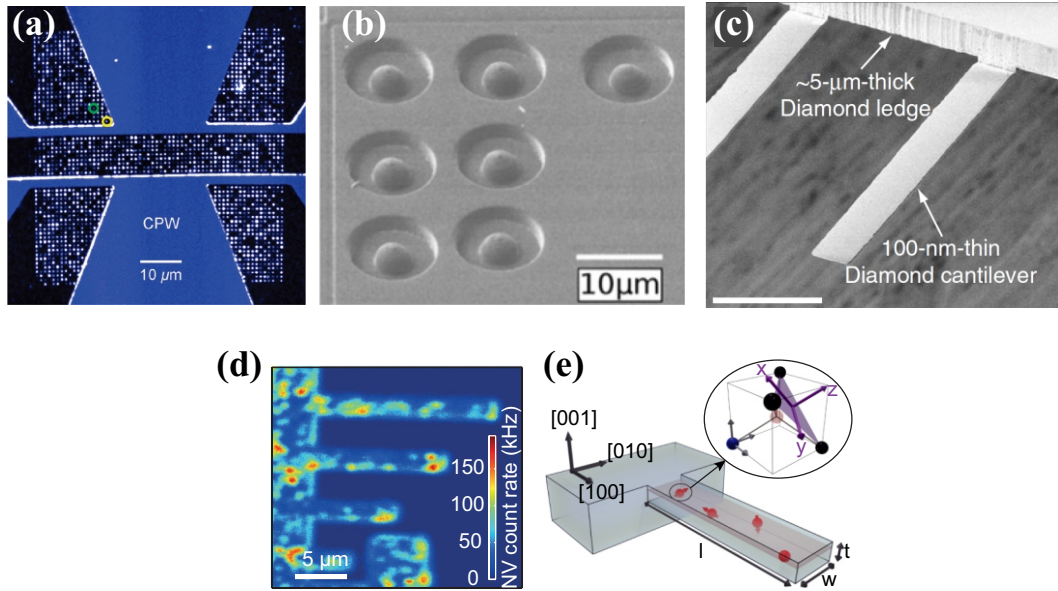 (a)
CPW
10 µm
(b)
10µm
(c)
~5-µm-thick
Diamond ledge
100-nm-thin
Diamond cantilever
(d)
150
100
50
0
NV count rate (kHz)
5 µm
(e)
[001]
[010]
[100]
x
z
y
l
t
w